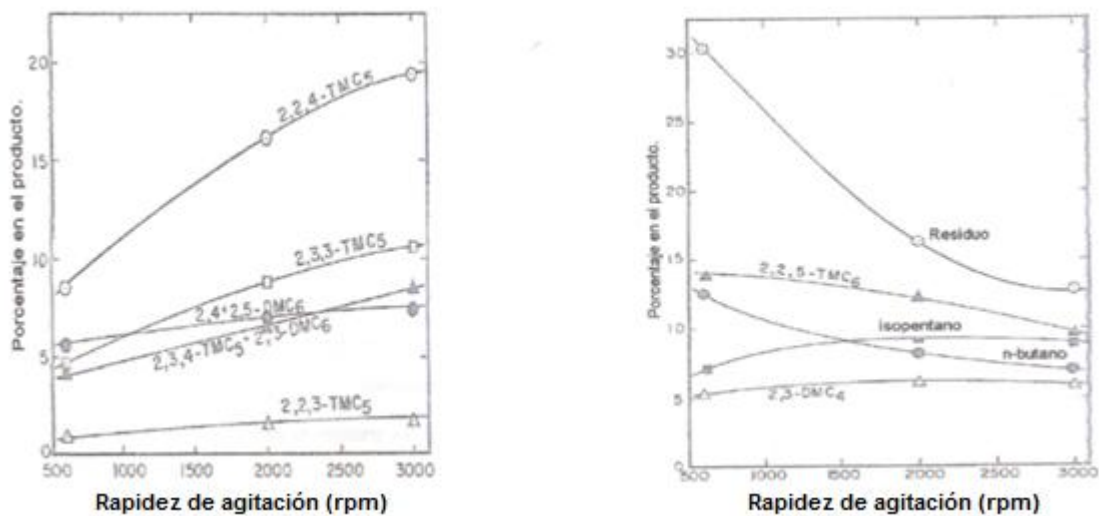 Porcentaje en el producto.
20
15
10
5
0
2,2,4-TMC5
2,3,3-TMC5
2,4+2,5-DMC6
2,3,4-TMC5+2,3-DMC6
2,2,3-TMC5
500 1000 1500 2000 2500 3000
Rapidez de agitación (rpm)
Porcentaje en el producto.
30
25
20
15
10
5
0
Residuo
2,2,5-TMC6
isopentano
n-butano
2,3-DMC4
500 1000 1500 2000 2500 3000
Rapidez de agitación (rpm)